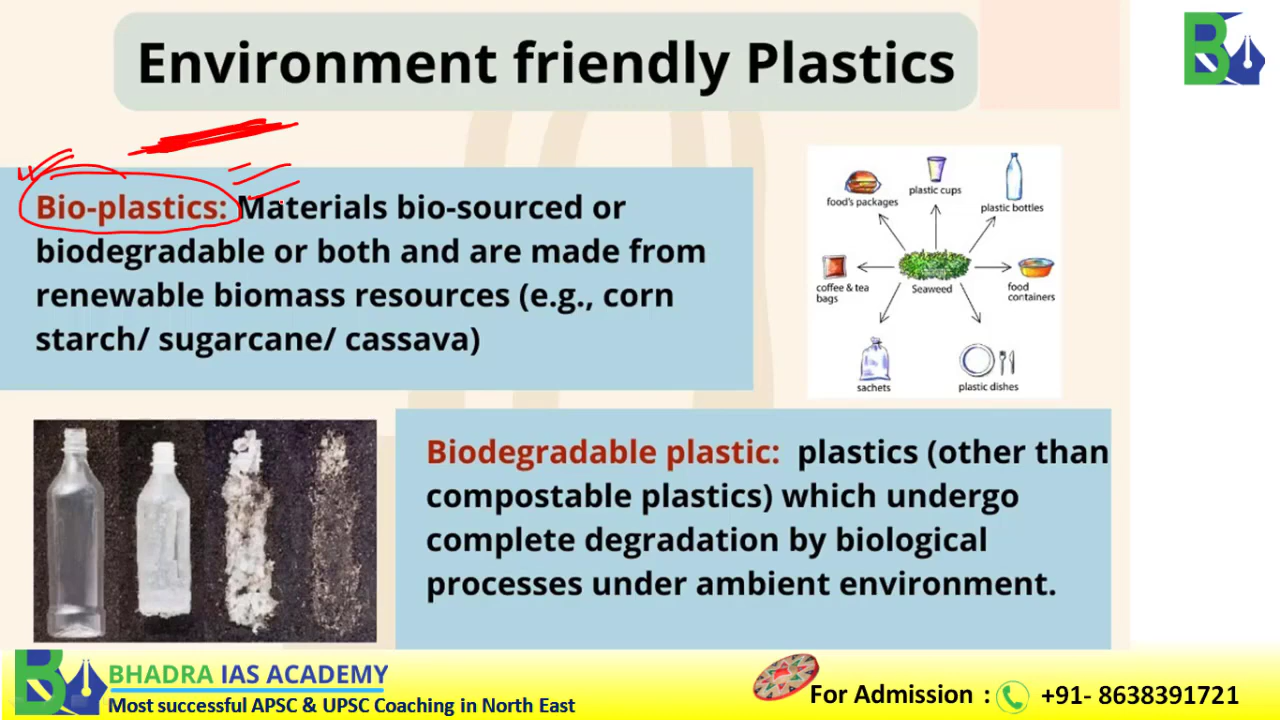 Environment friendly Plastics
Bio-plastics: Materials bio-sourced or
biodegradable or both and are made from
renewable biomass resources (e.g., corn
starch/ sugarcane/ cassava)
food's packages
plastic cups
plastic bottles
coffee & tea
bags
Seaweed
food
containers
sachets
plastic dishes
Biodegradable plastic: plastics (other than
compostable plastics) which undergo
complete degradation by biological
processes under ambient environment.
BHADRA IAS ACADEMY
Most successful APSC & UPSC Coaching in North East
For Admission : +91- 8638391721